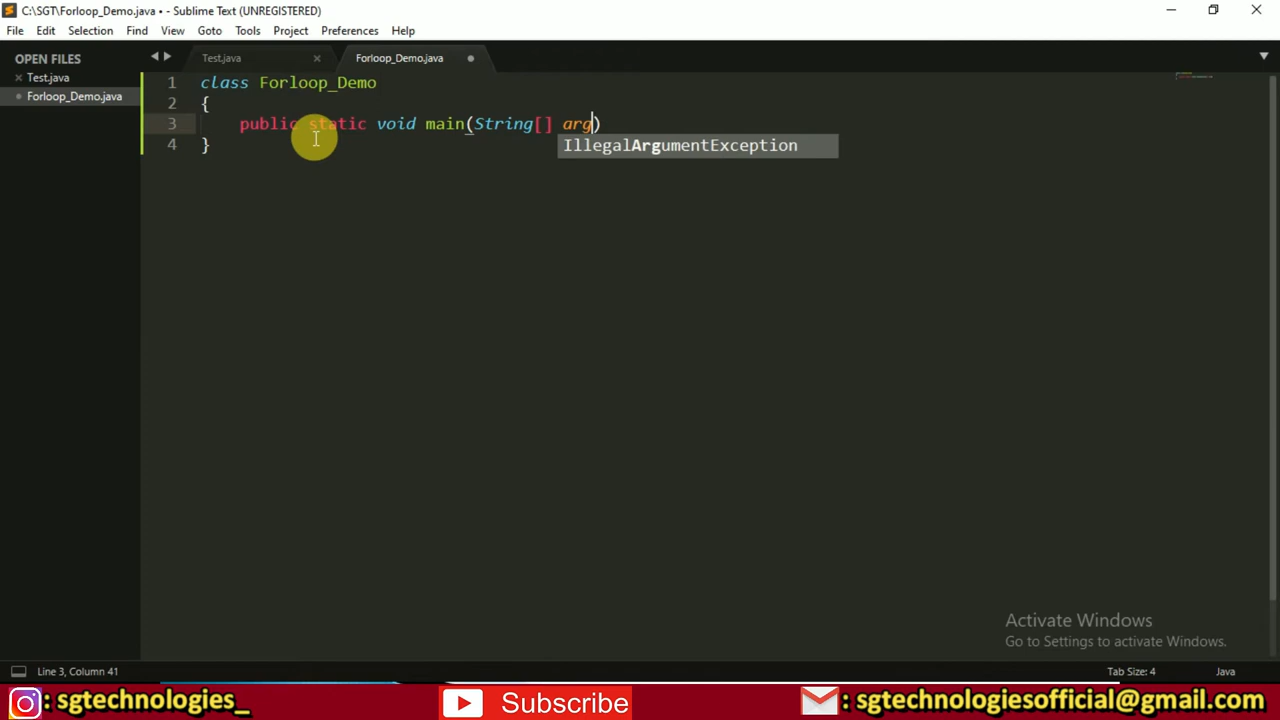 C:\SGT\Forloop_Demo.java • - Sublime Text (UNREGISTERED)
File Edit Selection Find View Goto Tools Project Preferences Help
OPEN FILES
Test.java
Forloop_Demo.java
Test.java Forloop_Demo.java
1 class Forloop_Demo
2 {
3 public static void main(String[] arg)
IllegalArgumentException
4 }
Activate Windows
Go to Settings to activate Windows.
Line 3, Column 41 Tab Size: 4 Java
: sgtechnologies_ Subscribe : sgtechnologiesofficial@gmail.com